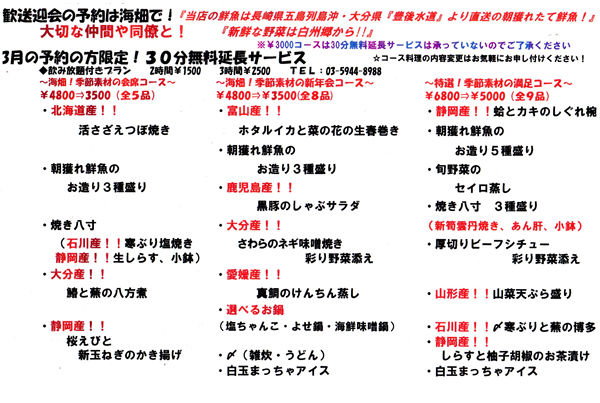 歓送迎会の予約は海畑で！『当店の鮮魚は長崎県五島列島沖・大分県『豊後水道』より直送の朝獲れたて鮮魚！』
大切な仲間や同僚と！『新鮮な野菜は白州郷から!!』
※￥3000コースは30分無料延長サービスは承っていないのでご了承ください
3月の予約の方限定！３０分無料延長サービス
☆コース料理の内容変更はお気軽にお申し付けください！
◆飲み放題付きプラン 2時間￥1500 3時間￥2500 ＴＥＬ：03-5944-8988
～海畑！季節素材の会席コース～
￥4800⇒3500（全5品）
・北海道産！！
活さざえつぼ焼き
・朝獲れ鮮魚の
お造り３種盛り
・焼き八寸
（石川産！！寒ぶり塩焼き
静岡産！！生しらす、小鉢）
・大分産！！
鰆と蕪の八方煮
・静岡産！！
桜えびと
新玉ねぎのかき揚げ
～海畑！季節素材の新年会コース～
￥4800⇒￥3500（全8品）
・富山産！！
ホタルイカと菜の花の生春巻き
・朝獲れ鮮魚の
お造り３種盛り
・鹿児島産！！
黒豚のしゃぶサラダ
・大分産！！
さわらのネギ味噌焼き
彩り野菜添え
・愛媛産！！
真鯛のけんちん蒸し
・選べるお鍋
（塩ちゃんこ・よせ鍋・海鮮味噌鍋）
・〆（雑炊・うどん）
・白玉まっちゃアイス
～特選！季節素材の満足コース～
￥6800⇒￥5000（全９品）
・静岡産！！蛤とカキのしぐれ椀
・朝獲れ鮮魚の
お造り５種盛り
・旬野菜の
セイロ蒸し
・焼き八寸 ３種盛り
（新筍雲丹焼き、あん肝、小鉢）
・厚切りビーフシチュー
彩り野菜添え
・山形産！！山菜天ぷら盛り
・石川産！！〆寒ぶりと蕪の博多
・静岡産！！
しらすと柚子胡椒のお茶漬け
・白玉まっちゃアイス